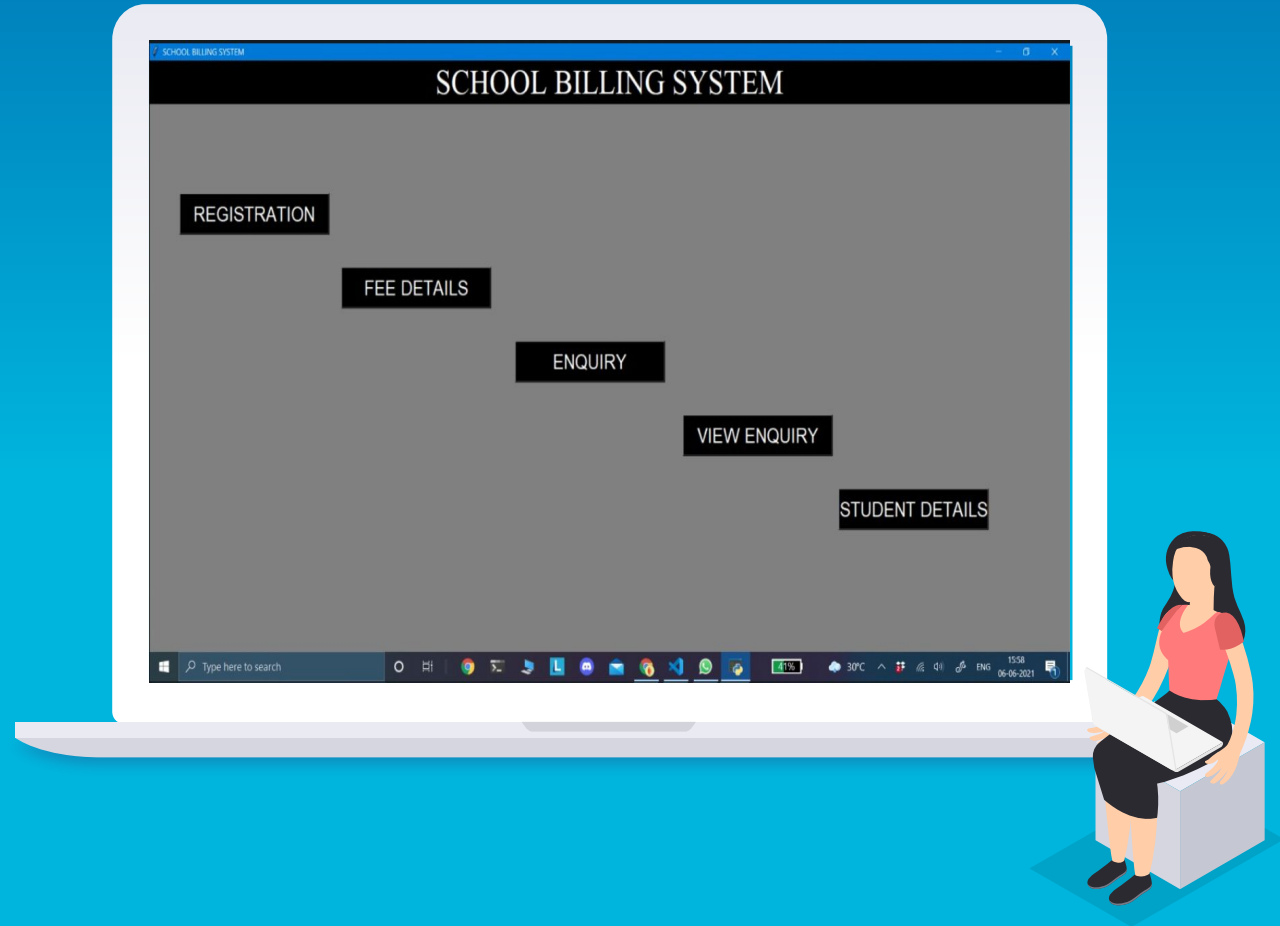 SCHOOL BILLING SYSTEM
SCHOOL BILLING SYSTEM
REGISTRATION
FEE DETAILS
ENQUIRY
VIEW ENQUIRY
STUDENT DETAILS
Type here to search
L
41%
30°C
ENG
15:58
06-06-2021
1